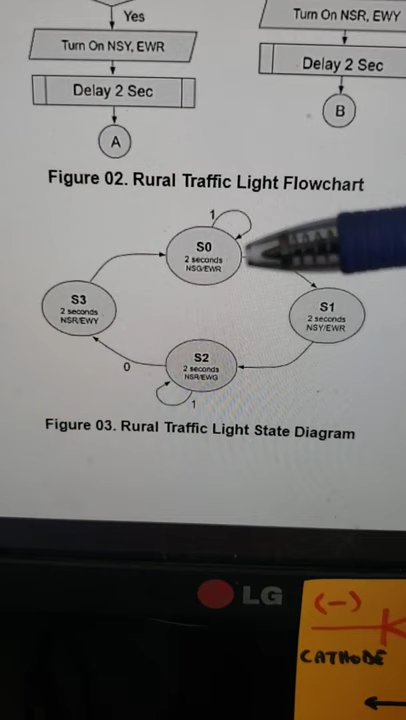 Yes
Turn On NSY, EWR
Delay 2 Sec
A
Turn On NSR, EWY
Delay 2 Sec
B
Figure 02. Rural Traffic Light Flowchart
1
S0
2 seconds
NSG/EWR
S3
2 seconds
NSR/EWY
S1
2 seconds
NSY/EWR
S2
2 seconds
NSR/EWG
0
1
Figure 03. Rural Traffic Light State Diagram
LG
(-)
CATHODE